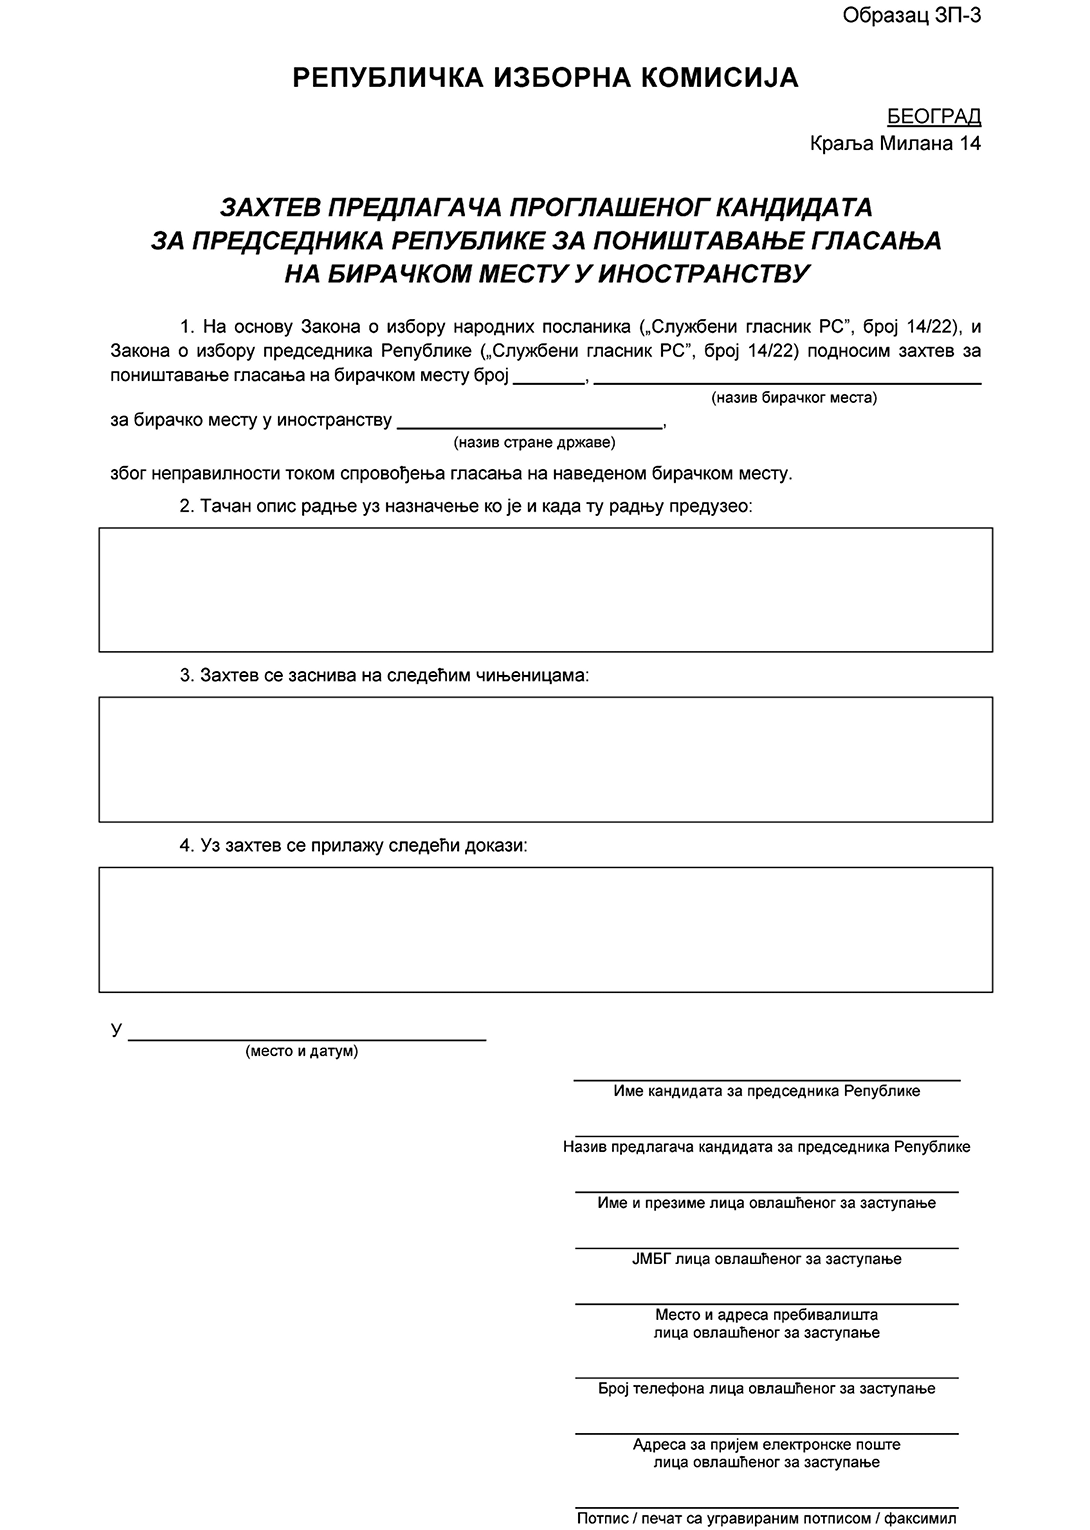 Образац ЗП-3
РЕПУБЛИЧКА ИЗБОРНА КОМИСИЈА
БЕОГРАД
Краља Милана 14
ЗАХТЕВ ПРЕДЛАГАЧА ПРОГЛАШЕНОГ КАНДИДАТА
ЗА ПРЕДСЕДНИКА РЕПУБЛИКЕ ЗА ПОНИШТАВАЊЕ ГЛАСАЊА
НА БИРАЧКОМ МЕСТУ У ИНОСТРАНСТВУ
1. На основу Закона о избору народних посланика („Службени гласник РС”, број 14/22), и
Закона о избору председника Републике („Службени гласник РС”, број 14/22) подносим захтев за
поништавање гласања на бирачком месту број _______, ______________________________________
(назив бирачког места)
за бирачко месту у иностранству __________________________,
(назив стране државе)
због неправилности током спровођења гласања на наведеном бирачком месту.
2. Тачан опис радње уз назначење ко је и када ту радњу предузео:
3. Захтев се заснива на следећим чињеницама:
4. Уз захтев се прилажу следећи докази:
У ___________________________________
(место и датум)
Име кандидата за председника Републике
Назив предлагача кандидата за председника Републике
Име и презиме лица овлашћеног за заступање
ЈМБГ лица овлашћеног за заступање
Место и адреса пребивалишта
лица овлашћеног за заступање
Број телефона лица овлашћеног за заступање
Адреса за пријем електронске поште
лица овлашћеног за заступање
Потпис / печат са угравираним потписом / факсимил